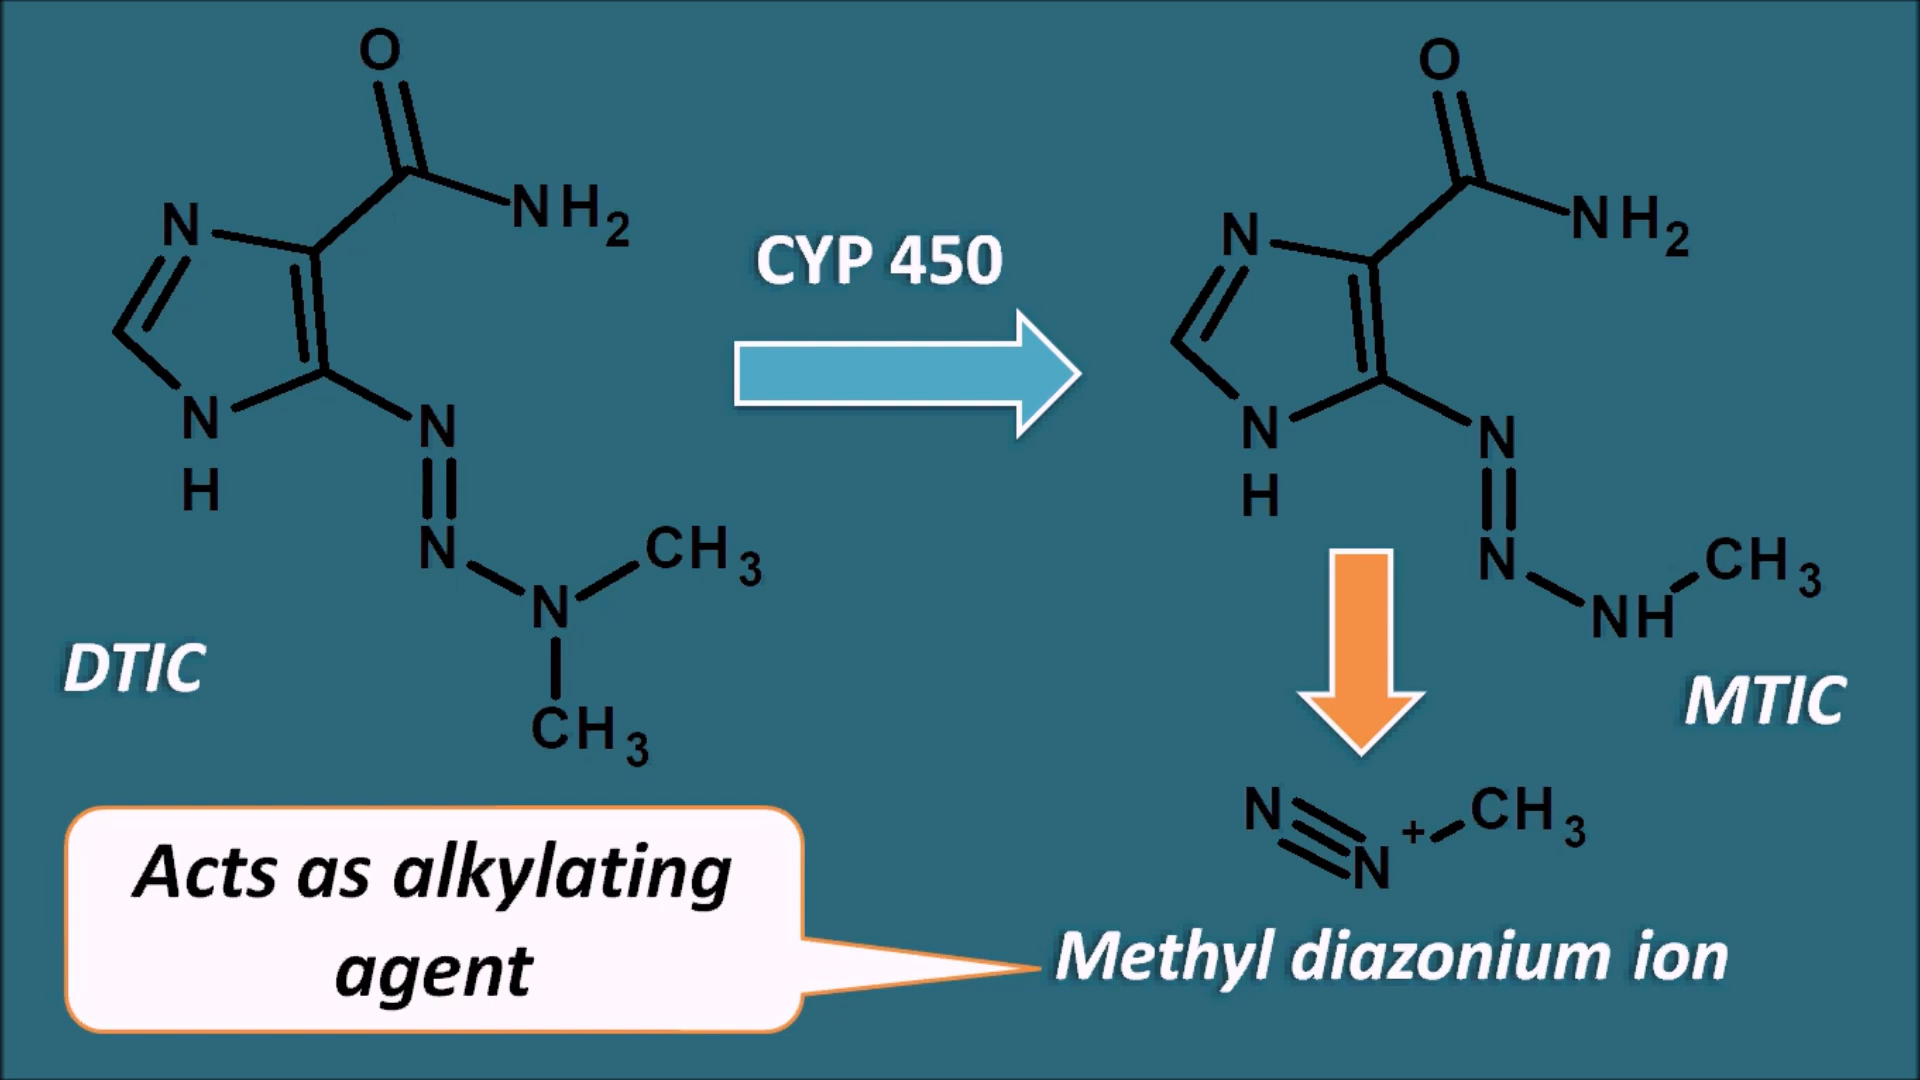 O
NH2
N
N
H
N
N
N
CH3
CH3
DTIC
CYP 450
O
NH2
N
N
H
N
N
NH
CH3
MTIC
N
N
+
CH3
Methyl diazonium ion
Acts as alkylating
agent